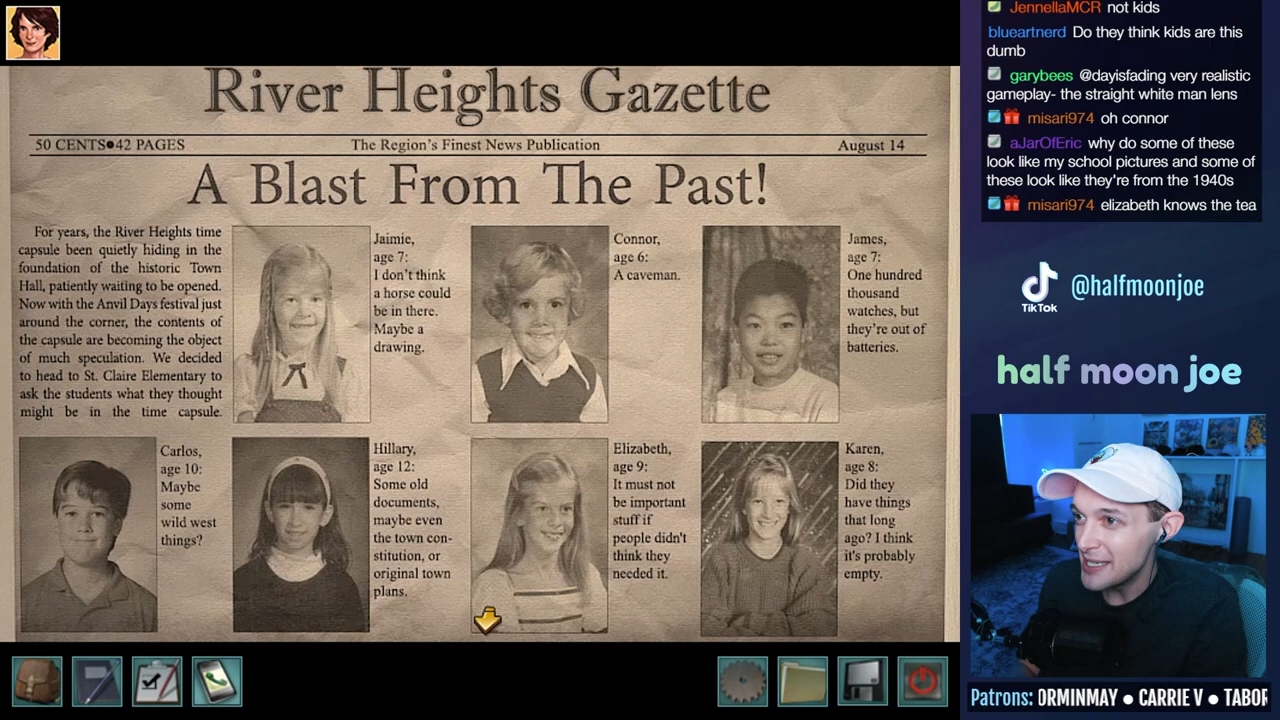 River Heights Gazette
50 CENTS●42 PAGES
The Region's Finest News Publication
August 14
A Blast From The Past!
For years, the River Heights time
capsule been quietly hiding in the
foundation of the historic Town
Hall, patiently waiting to be opened.
Now with the Anvil Days festival just
around the corner, the contents of
the capsule are becoming the object
of much speculation. We decided
to head to St. Claire Elementary to
ask the students what they thought
might be in the time capsule.
Jaimie,
age 7:
I don't think
a horse could
be in there.
Maybe a
drawing.
Connor,
age 6:
A caveman.
James,
age 7:
One hundred
thousand
watches, but
they're out of
batteries.
Carlos,
age 10:
Maybe
some
wild west
things?
Hillary,
age 12:
Some old
documents,
maybe even
the town con-
stitution, or
original town
plans.
Elizabeth,
age 9:
It must not
be important
stuff if
people didn't
think they
needed it.
Karen,
age 8:
Did they
have things
that long
ago? I think
it's probably
empty.
JennellaMCR not kids
blueartnerd Do they think kids are this
dumb
garybees @dayisfading very realistic
gameplay- the straight white man lens
misari974 oh connor
aJarOfEric why do some of these
look like my school pictures and some of
these look like they're from the 1940s
misari974 elizabeth knows the tea
TikTok
@halfmoonjoe
half moon joe
Patrons: ORMINMAY ● CARRIE V ● TABOR